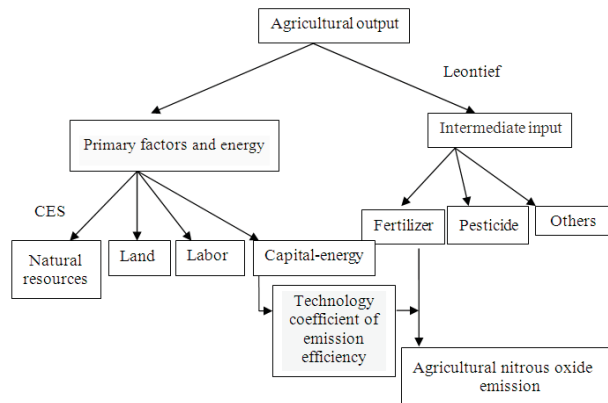 Agricultural output
Leontief
Primary factors and energy
Intermediate input
CES
Natural
resources
Land
Labor
Capital-energy
Fertilizer
Pesticide
Others
Technology
coefficient of
emission
efficiency
Agricultural nitrous oxide
emission